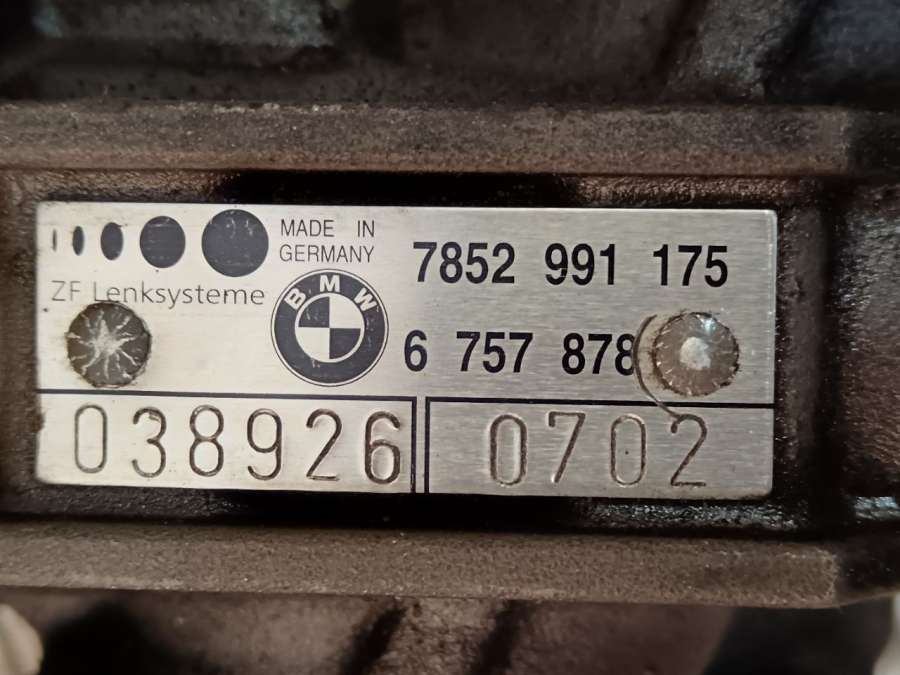 MADE IN
GERMANY
7852 991 175
ZF Lenksysteme
BMW
6 757 878
038926
0702